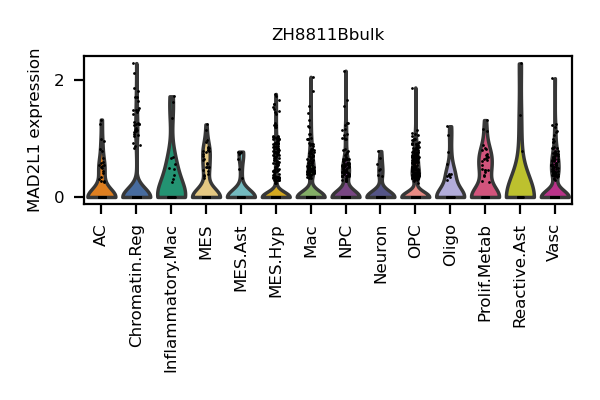 ZH8811Bbulk
MAD2L1 expression
2
0
AC
Chromatin.Reg
Inflammatory.Mac
MES
MES.Ast
MES.Hyp
Mac
NPC
Neuron
OPC
Oligo
Prolif.Metab
Reactive.Ast
Vasc